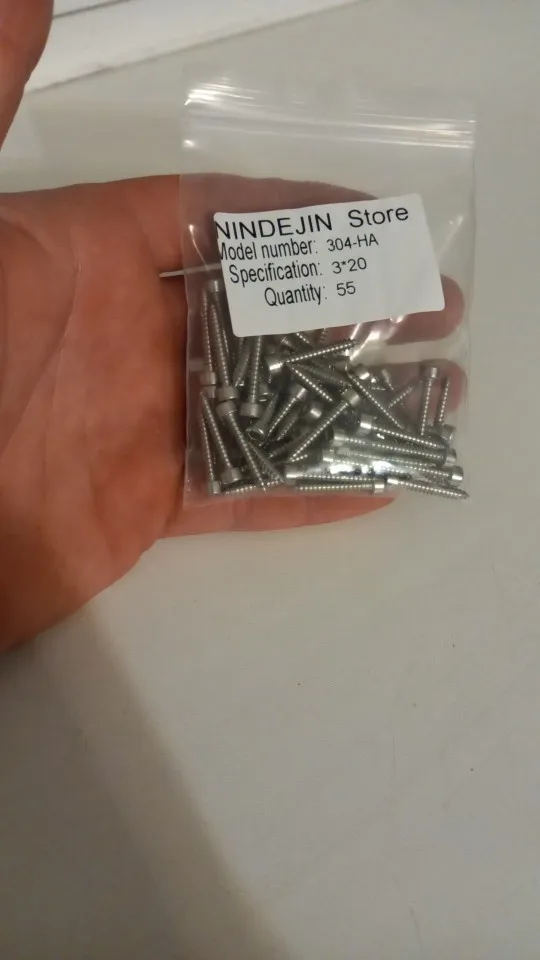 NINDEJIN Store
Model number: 304-HA
Specification: 3*20
Quantity: 55